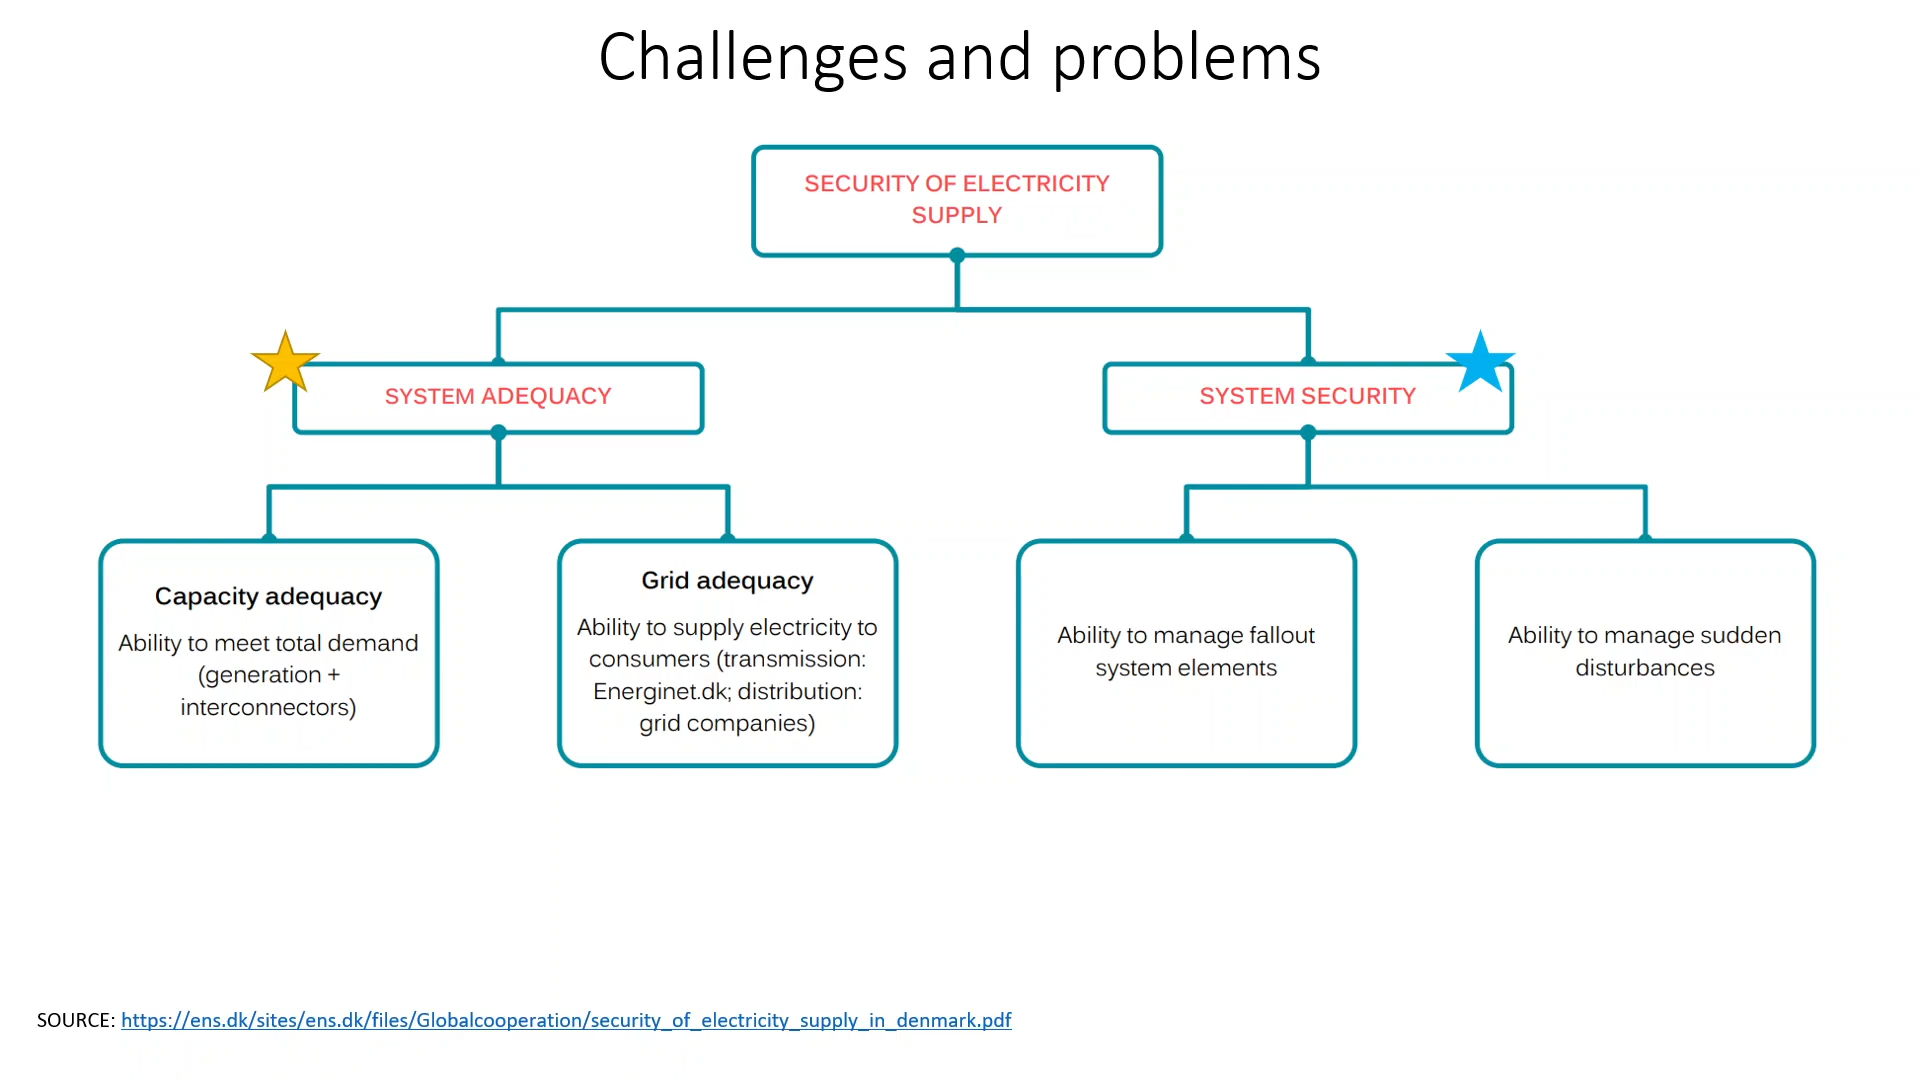 Challenges and problems
SECURITY OF ELECTRICITY
SUPPLY
SYSTEM ADEQUACY
SYSTEM SECURITY
Capacity adequacy
Ability to meet total demand
(generation +
interconnectors)
Grid adequacy
Ability to supply electricity to
consumers (transmission:
Energinet.dk; distribution:
grid companies)
Ability to manage fallout
system elements
Ability to manage sudden
disturbances
SOURCE: https://ens.dk/sites/ens.dk/files/Globalcooperation/security_of_electricity_supply_in_denmark.pdf